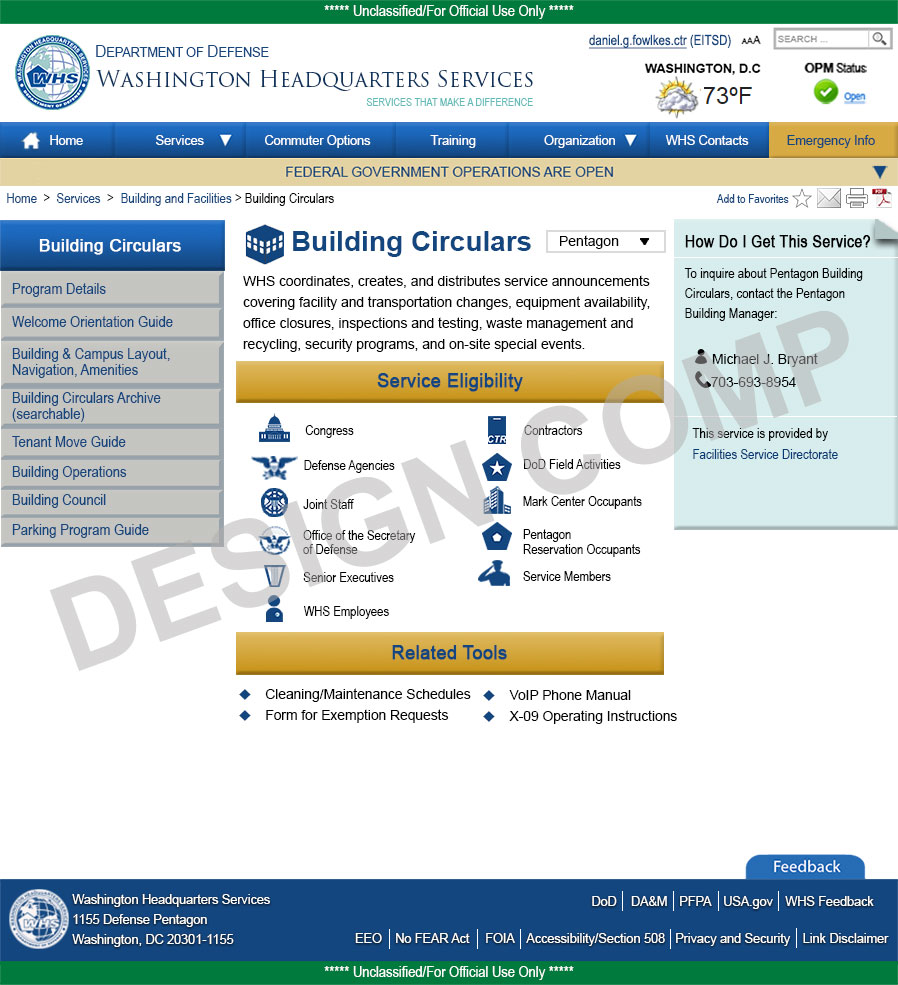 ***** Unclassified/For Official Use Only *****
daniel.g.fowlkes.ctr (EITSD) AAA SEARCH ...
DEPARTMENT OF DEFENSE
WASHINGTON HEADQUARTERS SERVICES
SERVICES THAT MAKE A DIFFERENCE
WHS
WASHINGTON, D.C
73ºF
OPM Status
Open
Home Services Commuter Options Training Organization WHS Contacts Emergency Info
FEDERAL GOVERNMENT OPERATIONS ARE OPEN
Home > Services > Building and Facilities > Building Circulars
Add to Favorites
PDF
Building Circulars
Program Details
Welcome Orientation Guide
Building & Campus Layout,
Navigation, Amenities
Building Circulars Archive
(searchable)
Tenant Move Guide
Building Operations
Building Council
Parking Program Guide
Building Circulars Pentagon
WHS coordinates, creates, and distributes service announcements
covering facility and transportation changes, equipment availability,
office closures, inspections and testing, waste management and
recycling, security programs, and on-site special events.
Service Eligibility
Congress
Defense Agencies
Joint Staff
Office of the Secretary
of Defense
Senior Executives
WHS Employees
CTR
Contractors
DoD Field Activities
Mark Center Occupants
Pentagon
Reservation Occupants
Service Members
Related Tools
Cleaning/Maintenance Schedules
Form for Exemption Requests
VoIP Phone Manual
X-09 Operating Instructions
How Do I Get This Service?
To inquire about Pentagon Building
Circulars, contact the Pentagon
Building Manager:
Michael J. Bryant
703-693-8954
This service is provided by
Facilities Service Directorate
DESIGN COMP
Feedback
WHS
Washington Headquarters Services
1155 Defense Pentagon
Washington, DC 20301-1155
DoD | DA&M | PFPA | USA.gov | WHS Feedback
EEO | No FEAR Act | FOIA | Accessibility/Section 508 | Privacy and Security | Link Disclaimer
***** Unclassified/For Official Use Only *****